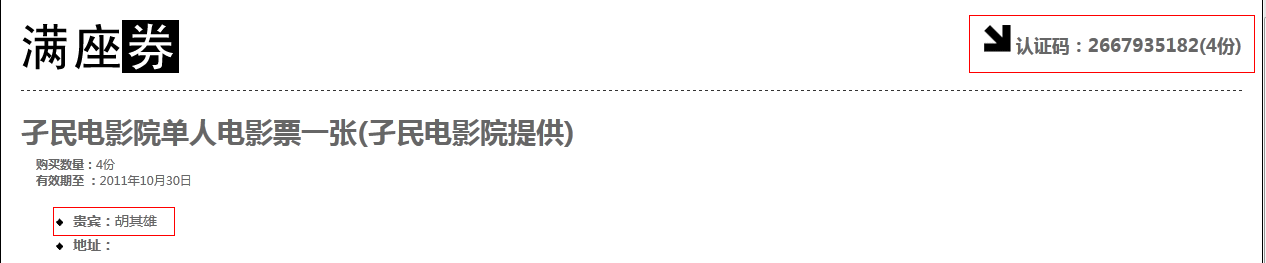 满座券
认证码：2667935182(4份)
孑民电影院单人电影票一张(孑民电影院提供)
购买数量：4份
有效期至 ：2011年10月30日
贵宾：胡其雄
地址：